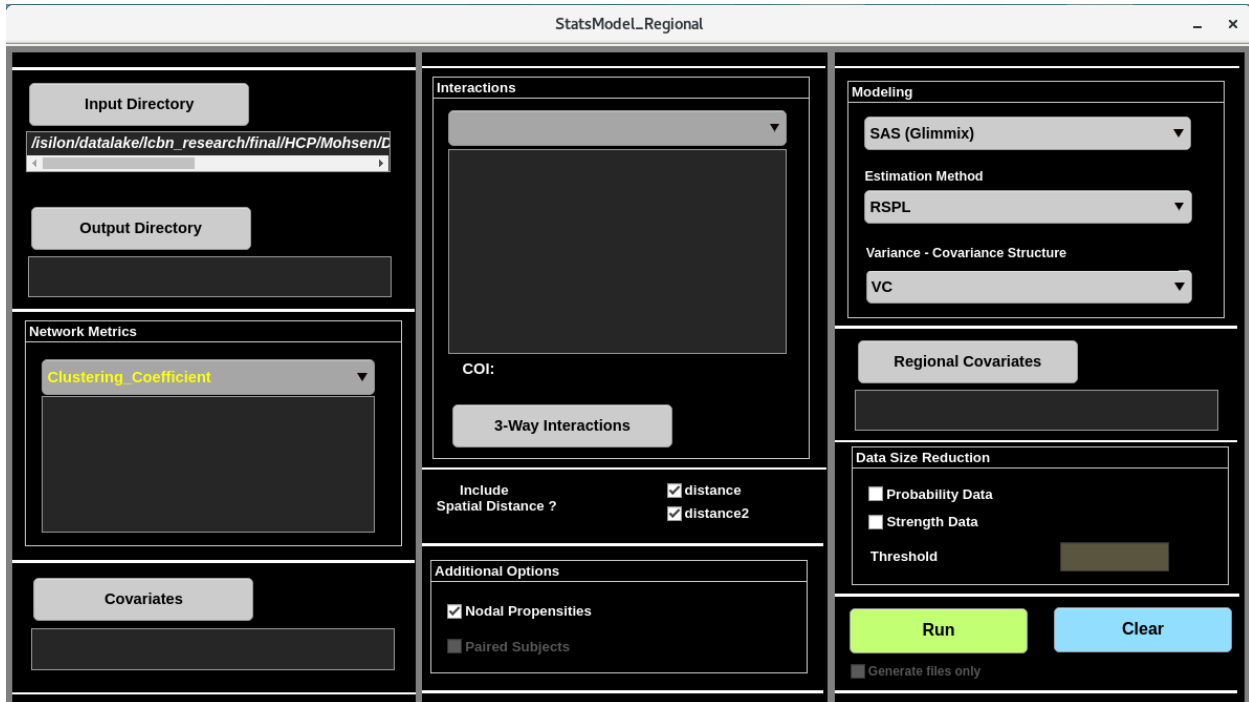 StatsModel_Regional
Input Directory
/isilon/datalake/lcbn_research/final/HCP/Mohsen/D
Output Directory
Network Metrics
Clustering_Coefficient
Covariates
Interactions
COI:
3-Way Interactions
Include
Spatial Distance ?
distance
distance2
Additional Options
Nodal Propensities
Paired Subjects
Modeling
SAS (Glimmix)
Estimation Method
RSPL
Variance - Covariance Structure
VC
Regional Covariates
Data Size Reduction
Probability Data
Strength Data
Threshold
Run
Clear
Generate files only